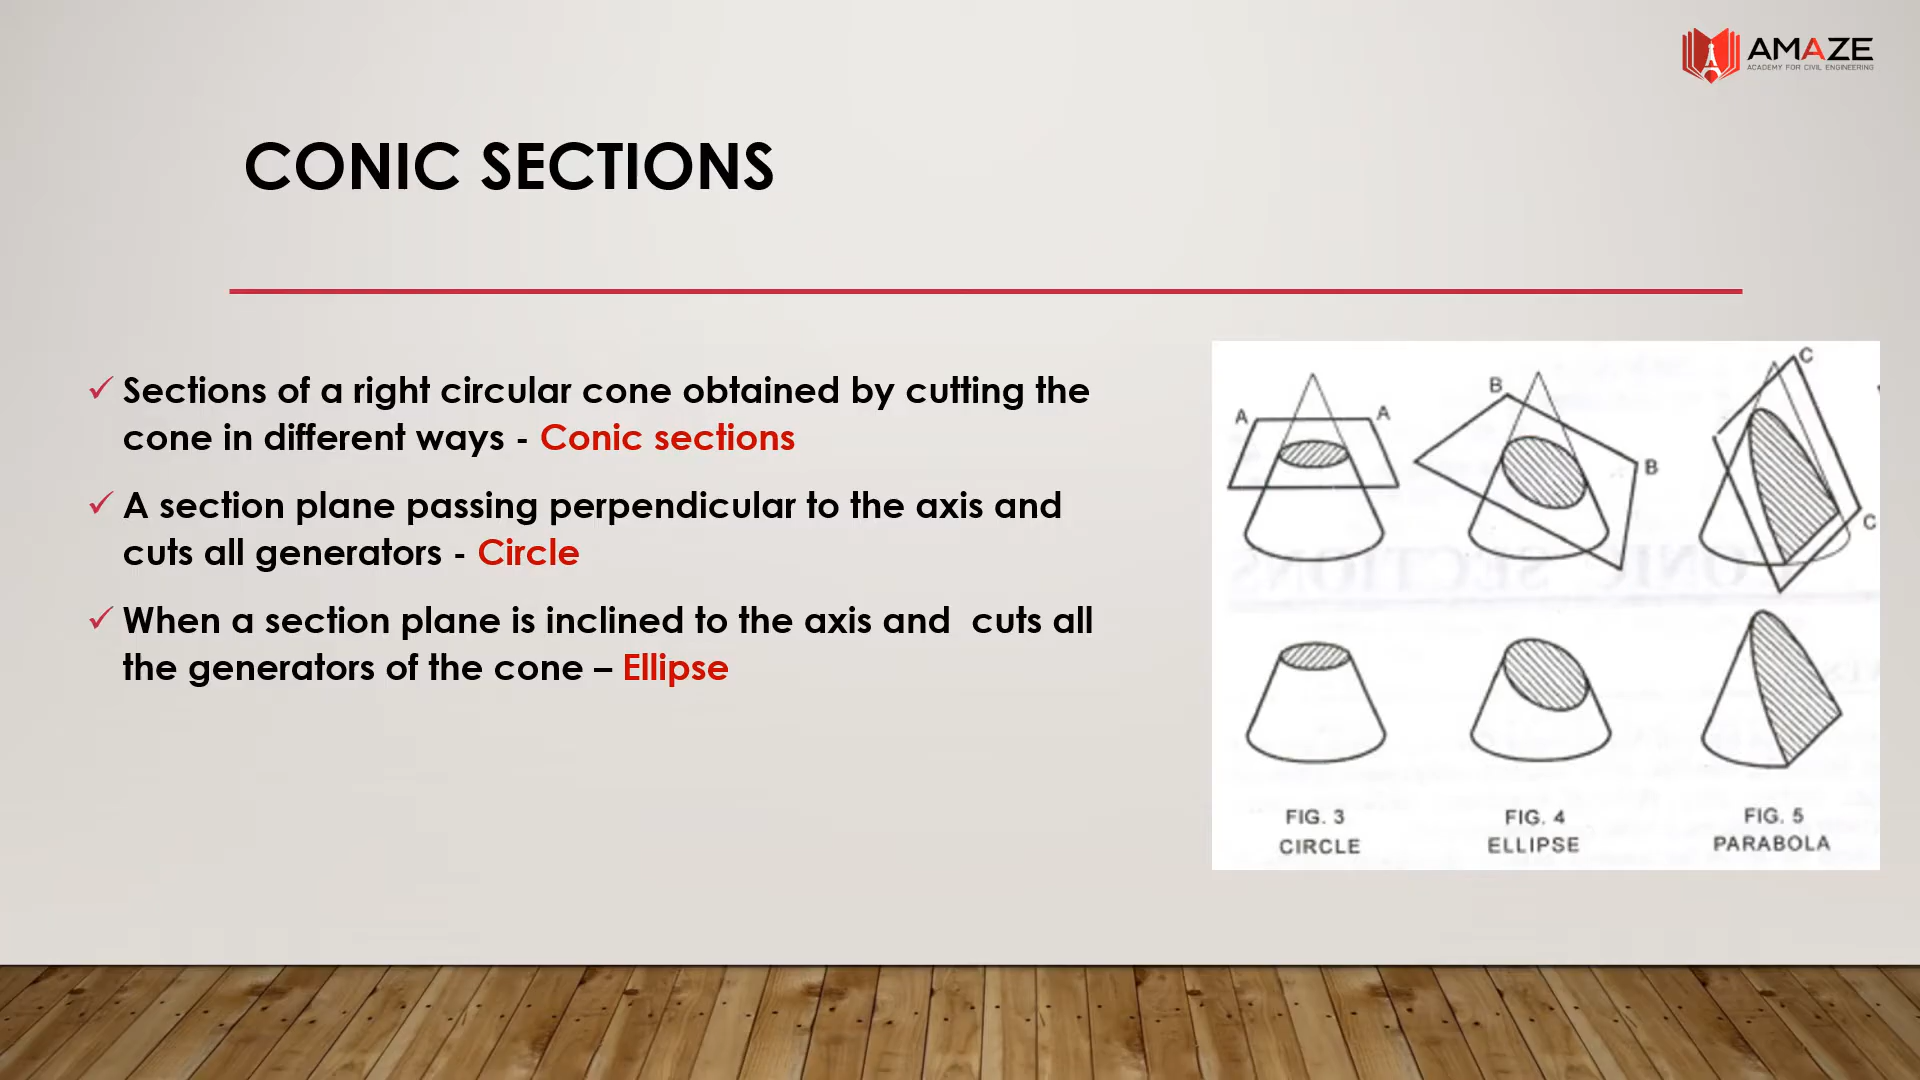 AMAZE
ACADEMY FOR CIVIL ENGINEERING
CONIC SECTIONS
Sections of a right circular cone obtained by cutting the
cone in different ways - Conic sections
A section plane passing perpendicular to the axis and
cuts all generators - Circle
When a section plane is inclined to the axis and  cuts all
the generators of the cone – Ellipse
A A
B
B
C
C
FIG. 3
CIRCLE
FIG. 4
ELLIPSE
FIG. 5
PARABOLA